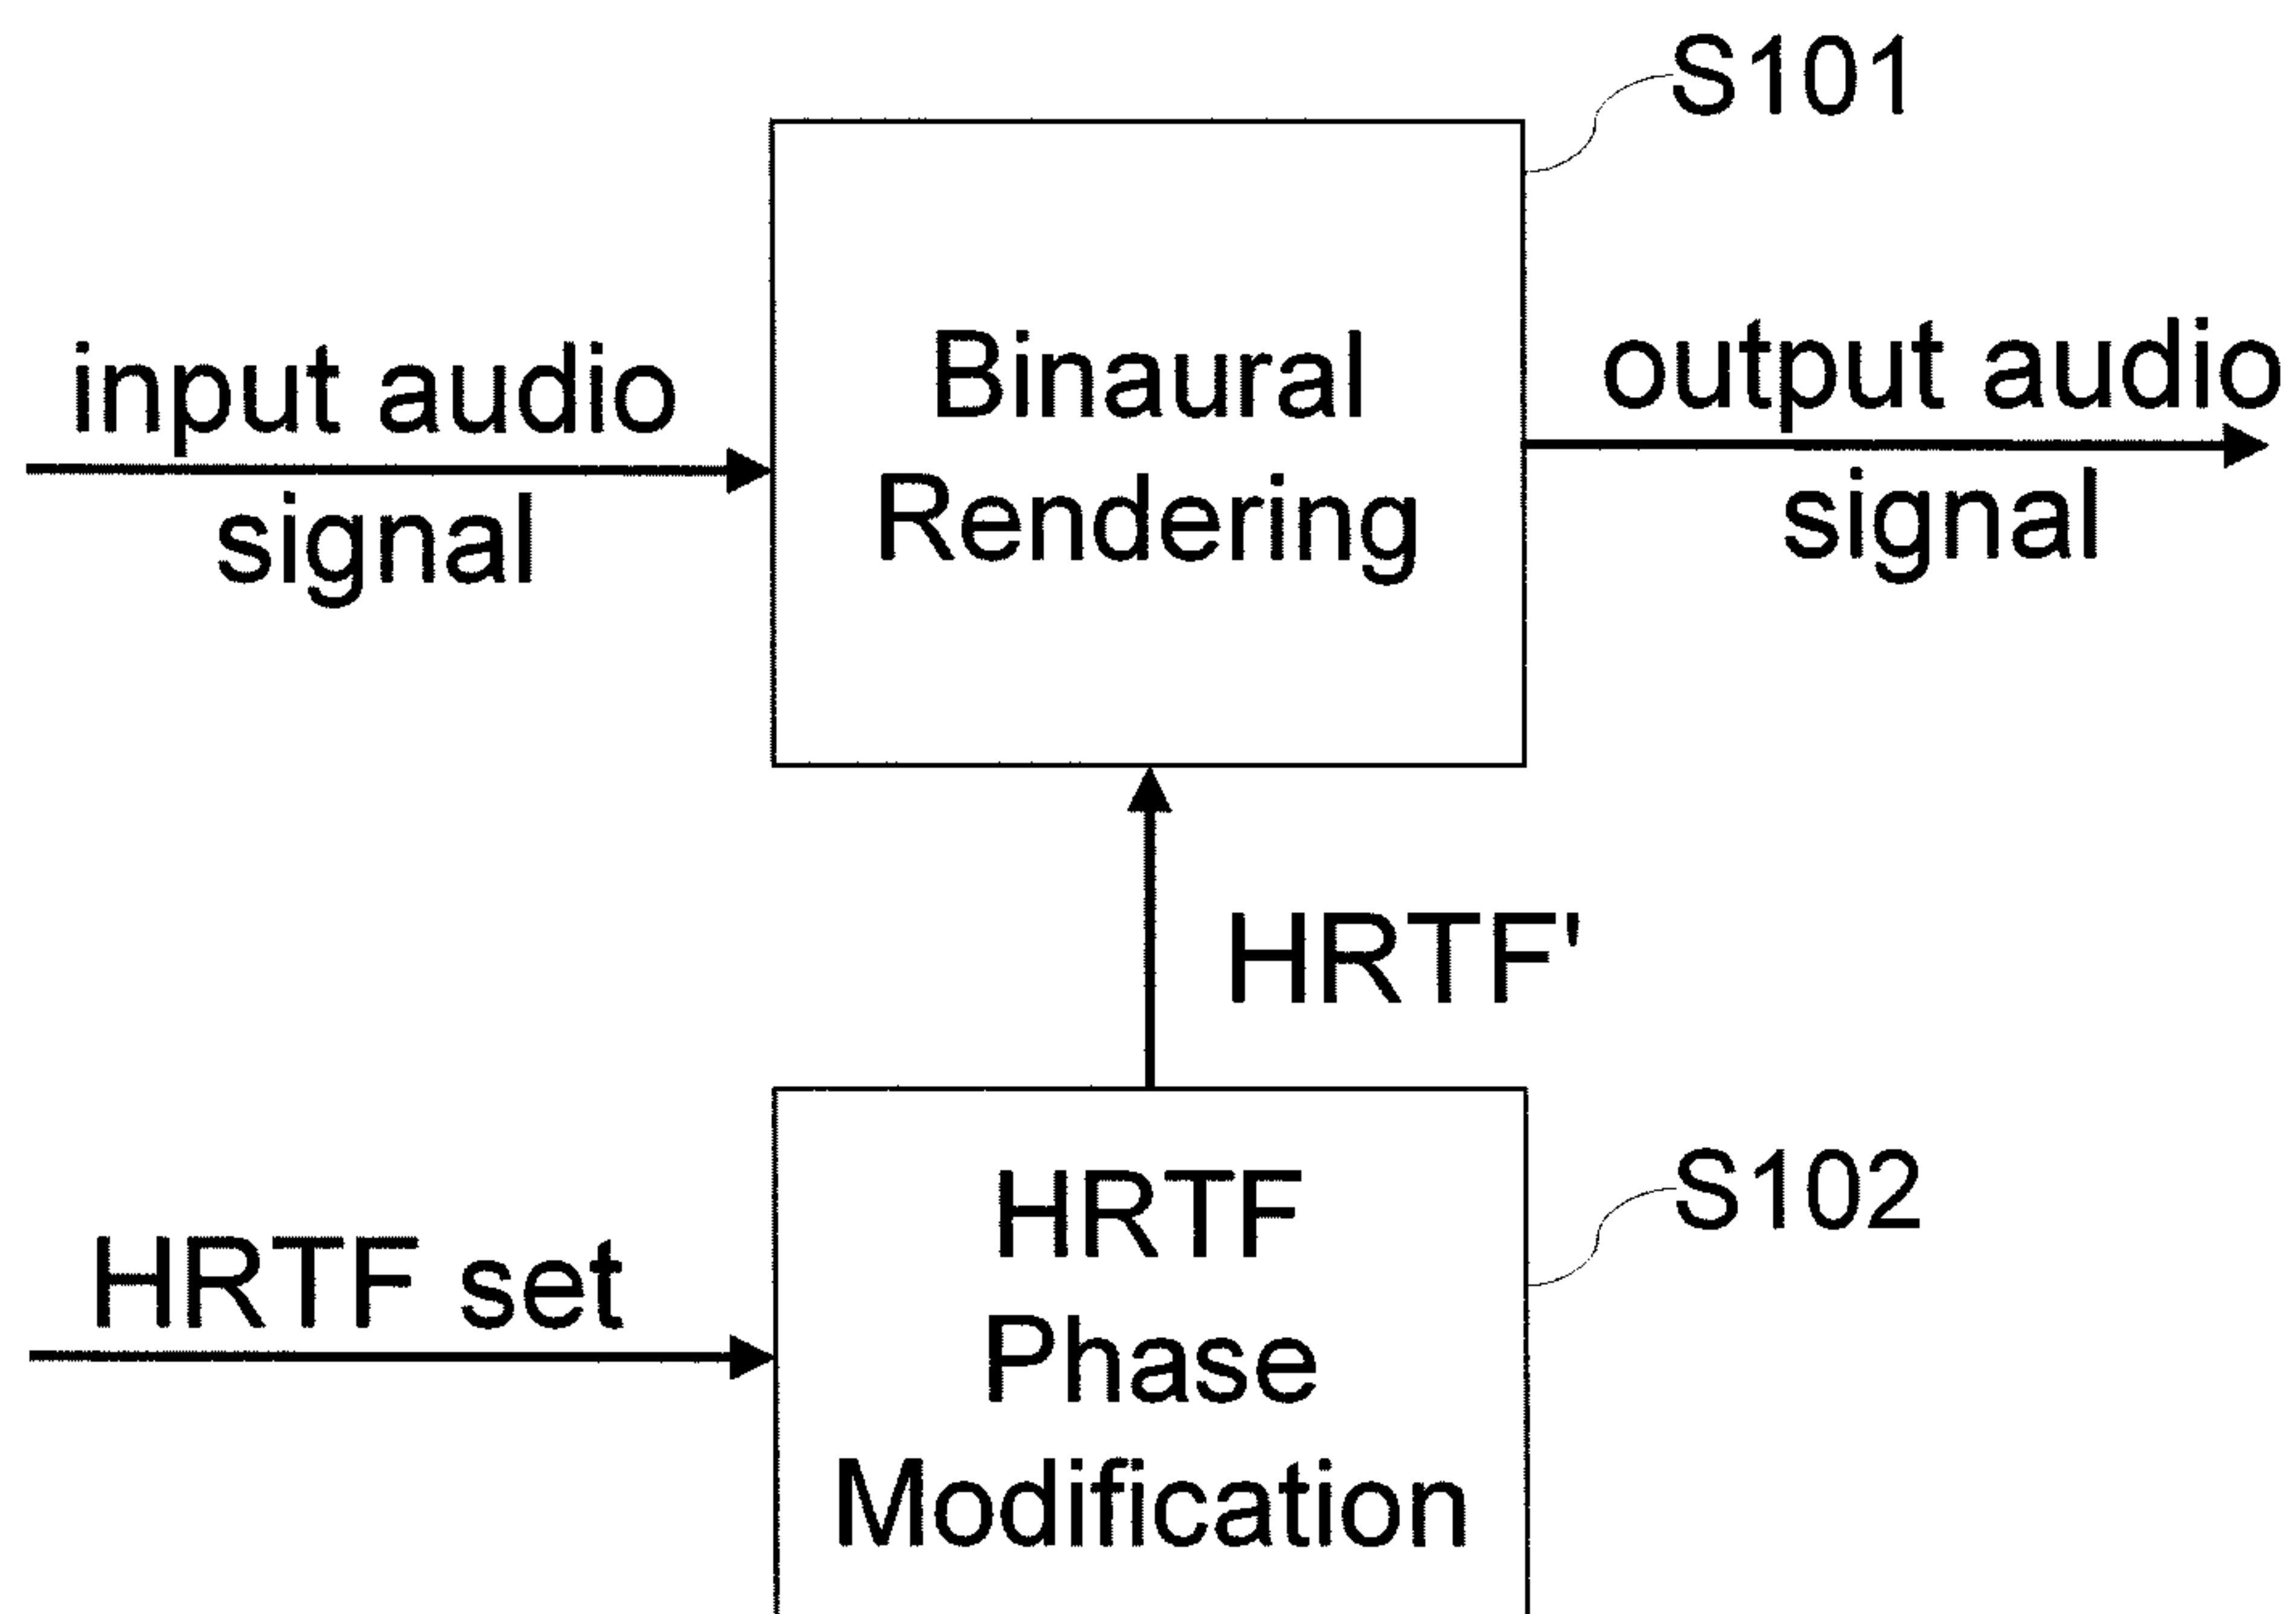 S101
input audio
signal
Binaural
Rendering
output audio
signal
HRTF'
HRTF set
HRTF
Phase
Modification
S102